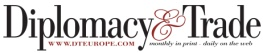 Diplomacy & Trade
WWW.DTEUROPE.COM monthly in print - daily on the web